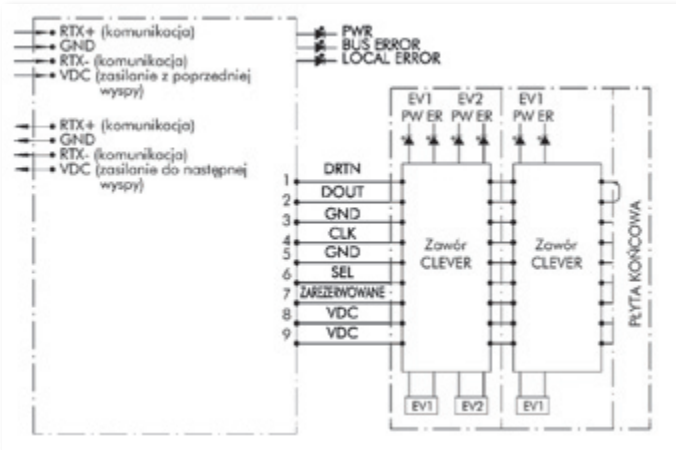 RTX+ (komunikacja)
GND
RTX- (komunikacja)
VDC (zasilanie z poprzedniej
wyspy)
RTX+ (komunikacja)
GND
RTX- (komunikacja)
VDC (zasilanie do następnej
wyspy)
PWR
BUS ERROR
LOCAL ERROR
1 DRTN
2 DOUT
3 GND
4 CLK
5 GND
6 SEL
7 ZAREZERWOWANE
8 VDC
9 VDC
EV1 EV2 EV1
PW ER PW ER PW ER
Zawór
CLEVER
Zawór
CLEVER
PŁYTA KOŃCOWA
EV1 EV2 EV1